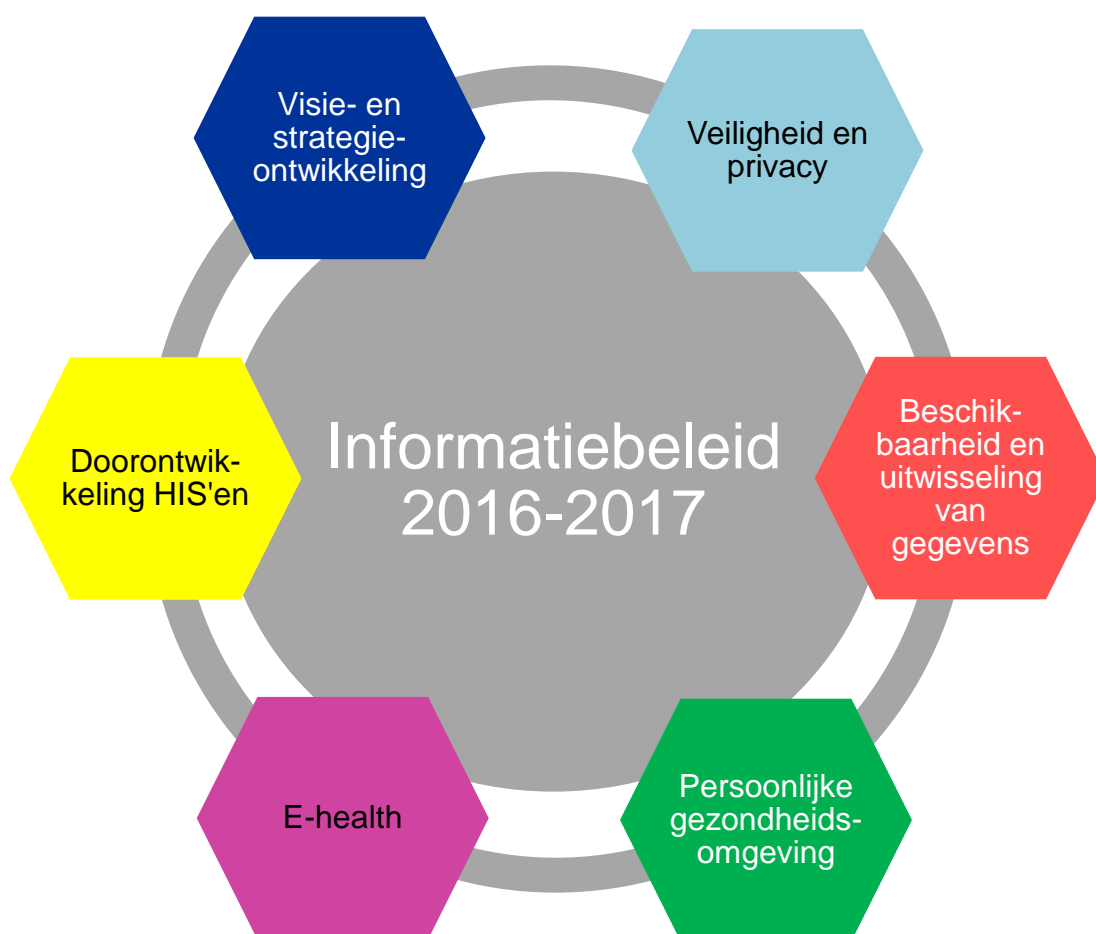 Visie- en
strategie-
ontwikkeling
Veiligheid en
privacy
Doorontwik-
keling HIS'en
Informatiebeleid
2016-2017
Beschik-
baarheid en
uitwisseling
van
gegevens
E-health
Persoonlijke
gezondheids-
omgeving